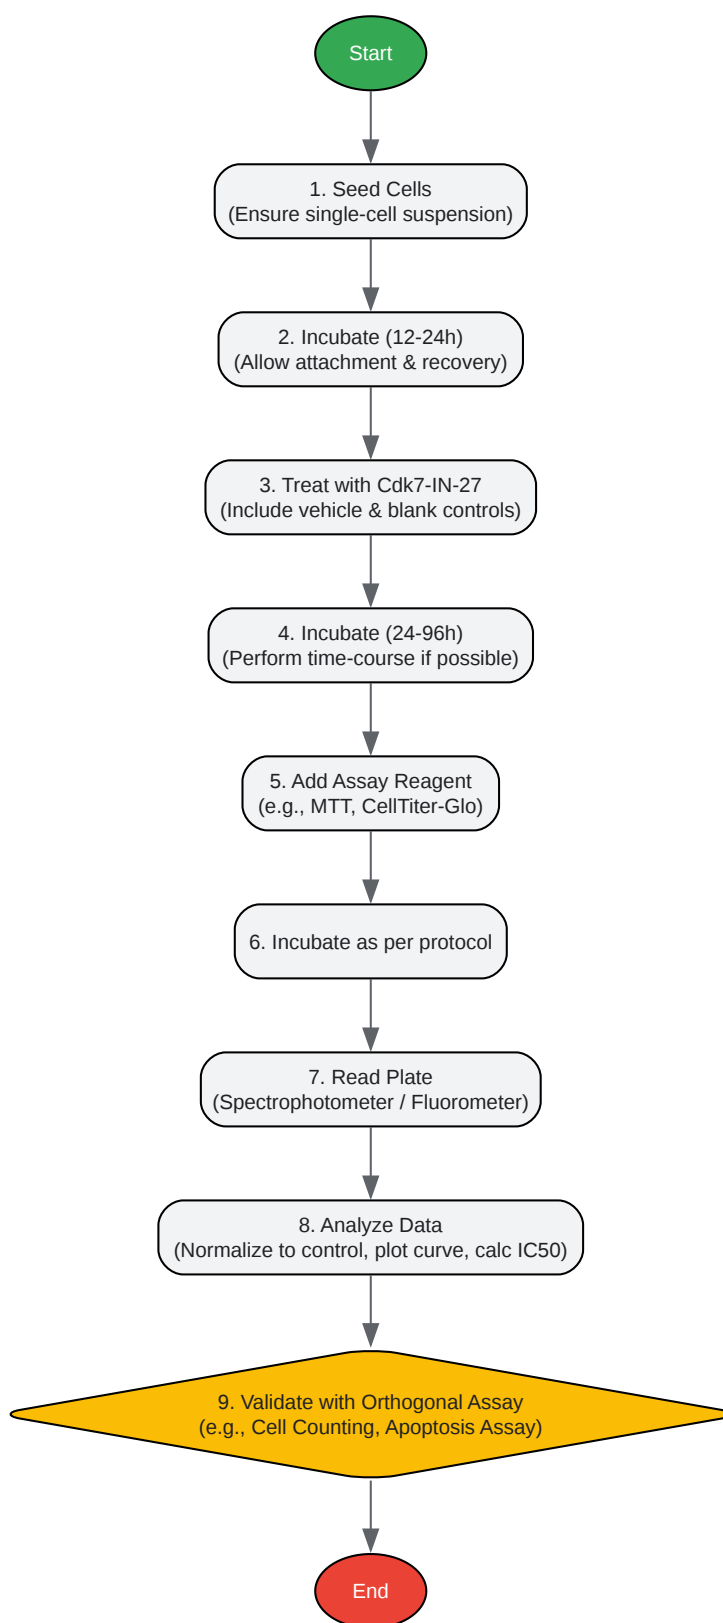 Start
1. Seed Cells
(Ensure single-cell suspension)
2. Incubate (12-24h)
(Allow attachment & recovery)
3. Treat with Cdk7-IN-27
(Include vehicle & blank controls)
4. Incubate (24-96h)
(Perform time-course if possible)
5. Add Assay Reagent
(e.g., MTT, CellTiter-Glo)
6. Incubate as per protocol
7. Read Plate
(Spectrophotometer / Fluorometer)
8. Analyze Data
(Normalize to control, plot curve, calc IC50)
9. Validate with Orthogonal Assay
(e.g., Cell Counting, Apoptosis Assay)
End